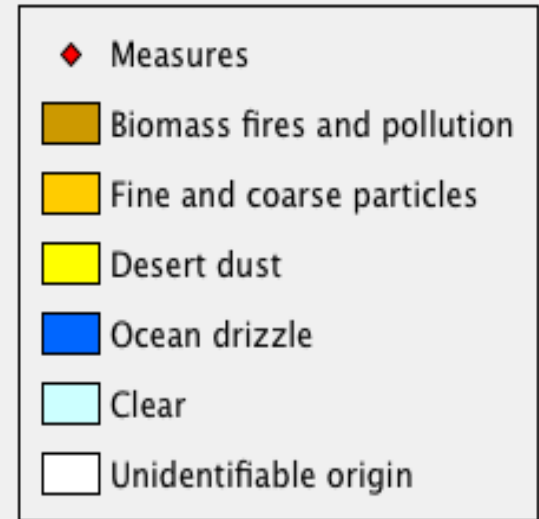 Measures
Biomass fires and pollution
Fine and coarse particles
Desert dust
Ocean drizzle
Clear
Unidentifiable origin